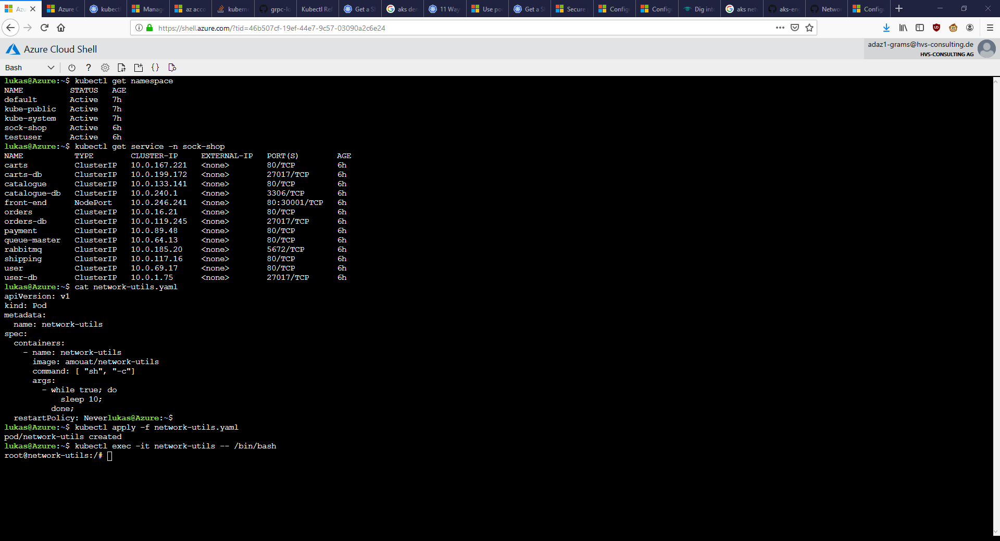 Azu
Azure C
kubectl
Manag
az acco
kubern
grpc-lo
Kubectl Ref
Get a Sh
aks den
11 Way
Use po
Get a Sh
Secure
Configu
Configu
Dig into
aks net
aks-eng
Networ
Configu
https://shell.azure.com/?tid=46b507cf-19ef-44e7-9c57-03090a2c6e24
Azure Cloud Shell
adaz1-grams@hvs-consulting.de
HVS-CONSULTING AG
Bash
lukas@Azure:~$ kubectl get namespace
NAME STATUS AGE
default Active 7h
kube-public Active 7h
kube-system Active 7h
sock-shop Active 6h
testuser Active 6h
lukas@Azure:~$ kubectl get service -n sock-shop
NAME TYPE CLUSTER-IP EXTERNAL-IP PORT(S) AGE
carts ClusterIP 10.0.167.221 <none> 80/TCP 6h
carts-db ClusterIP 10.0.199.172 <none> 27017/TCP 6h
catalogue ClusterIP 10.0.133.141 <none> 80/TCP 6h
catalogue-db ClusterIP 10.0.240.1 <none> 3306/TCP 6h
front-end NodePort 10.0.246.241 <none> 80:30001/TCP 6h
orders ClusterIP 10.0.16.21 <none> 80/TCP 6h
orders-db ClusterIP 10.0.119.245 <none> 27017/TCP 6h
payment ClusterIP 10.0.89.48 <none> 80/TCP 6h
queue-master ClusterIP 10.0.64.13 <none> 80/TCP 6h
rabbitmq ClusterIP 10.0.185.20 <none> 5672/TCP 6h
shipping ClusterIP 10.0.117.16 <none> 80/TCP 6h
user ClusterIP 10.0.69.17 <none> 80/TCP 6h
user-db ClusterIP 10.0.1.75 <none> 27017/TCP 6h
lukas@Azure:~$ cat network-utils.yaml
apiVersion: v1
kind: Pod
metadata:
  name: network-utils
spec:
  containers:
    - name: network-utils
      image: amouat/network-utils
      command: [ "sh", "-c"]
      args:
        - while true; do
            sleep 10;
          done;
  restartPolicy: Neverlukas@Azure:~$
lukas@Azure:~$ kubectl apply -f network-utils.yaml
pod/network-utils created
lukas@Azure:~$ kubectl exec -it network-utils -- /bin/bash
root@network-utils:/#